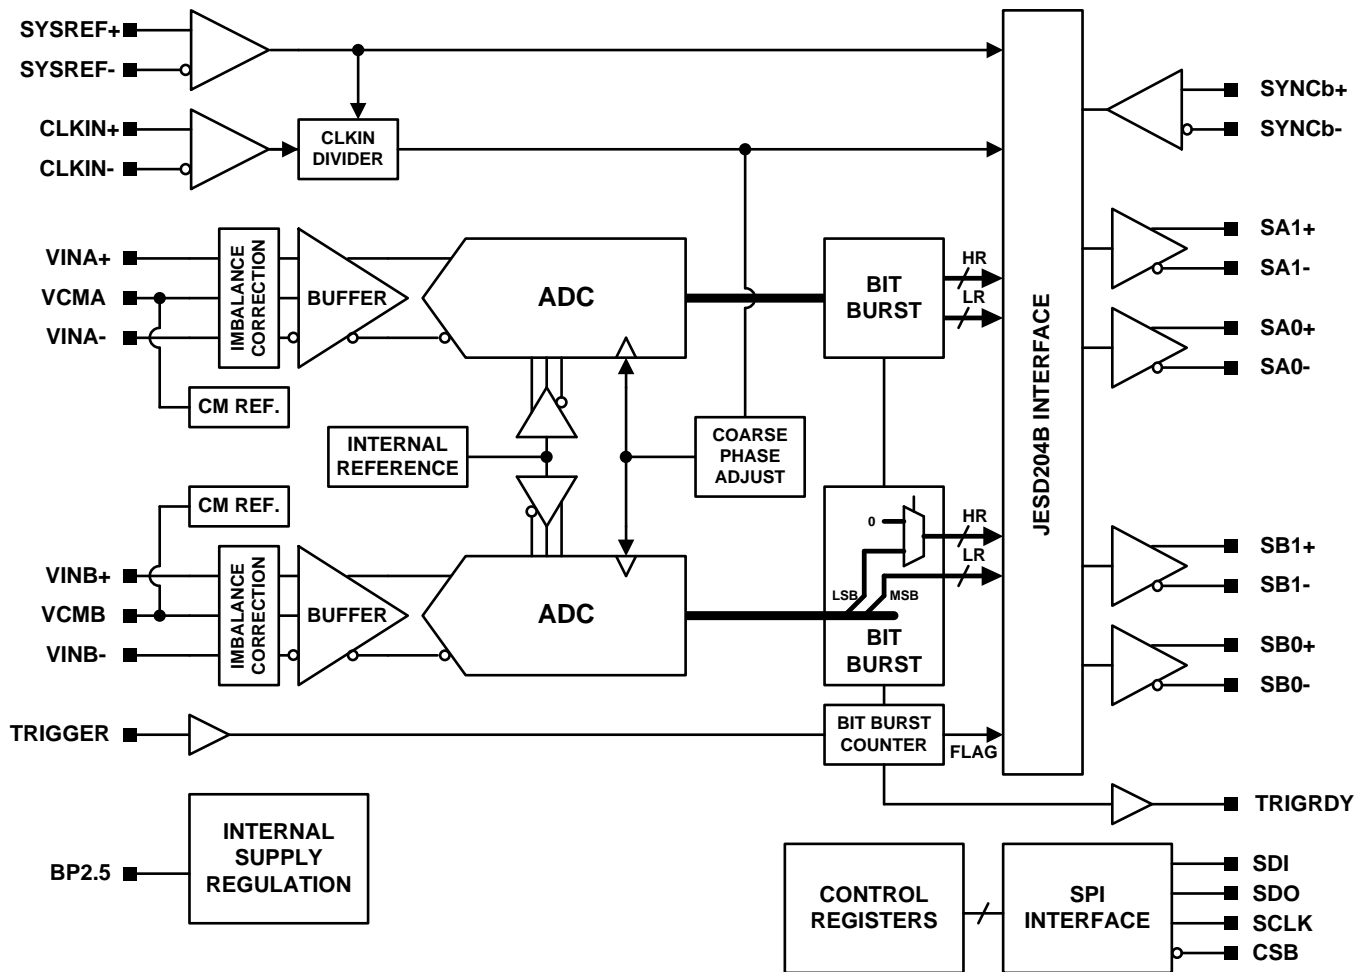 SYSREF+
SYSREF-
CLKIN+
CLKIN-
CLKIN
DIVIDER
SYNCb+
SYNCb-
VINA+
VCMA
VINA-
IMBALANCE
CORRECTION
BUFFER
ADC
BIT
BURST
HR
LR
JESD204B INTERFACE
SA1+
SA1-
SA0+
SA0-
CM REF.
INTERNAL
REFERENCE
COARSE
PHASE
ADJUST
CM REF.
VINB+
VCMB
VINB-
IMBALANCE
CORRECTION
BUFFER
ADC
0
LSB
MSB
BIT
BURST
HR
LR
SB1+
SB1-
SB0+
SB0-
TRIGGER
BIT BURST
COUNTER
FLAG
TRIGRDY
BP2.5
INTERNAL
SUPPLY
REGULATION
CONTROL
REGISTERS
SPI
INTERFACE
SDI
SDO
SCLK
CSB